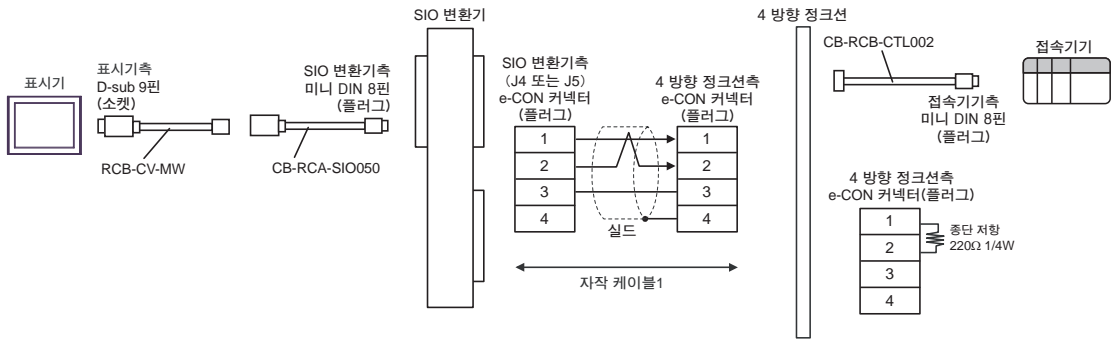 SIO 변환기
4 방향 정크션
표시기
표시기측
D-sub 9핀
(소켓)
RCB-CV-MW
SIO 변환기측
미니 DIN 8핀
(플러그)
CB-RCA-SIO050
SIO 변환기측
(J4 또는 J5)
e-CON 커넥터
(플러그)
1
2
3
4
4 방향 정크션측
e-CON 커넥터
(플러그)
1
2
3
4
실드
자작 케이블1
CB-RCB-CTL002
접속기기측
미니 DIN 8핀
(플러그)
접속기기
4 방향 정크션측
e-CON 커넥터(플러그)
1
2
3
4
종단 저항
220Ω 1/4W